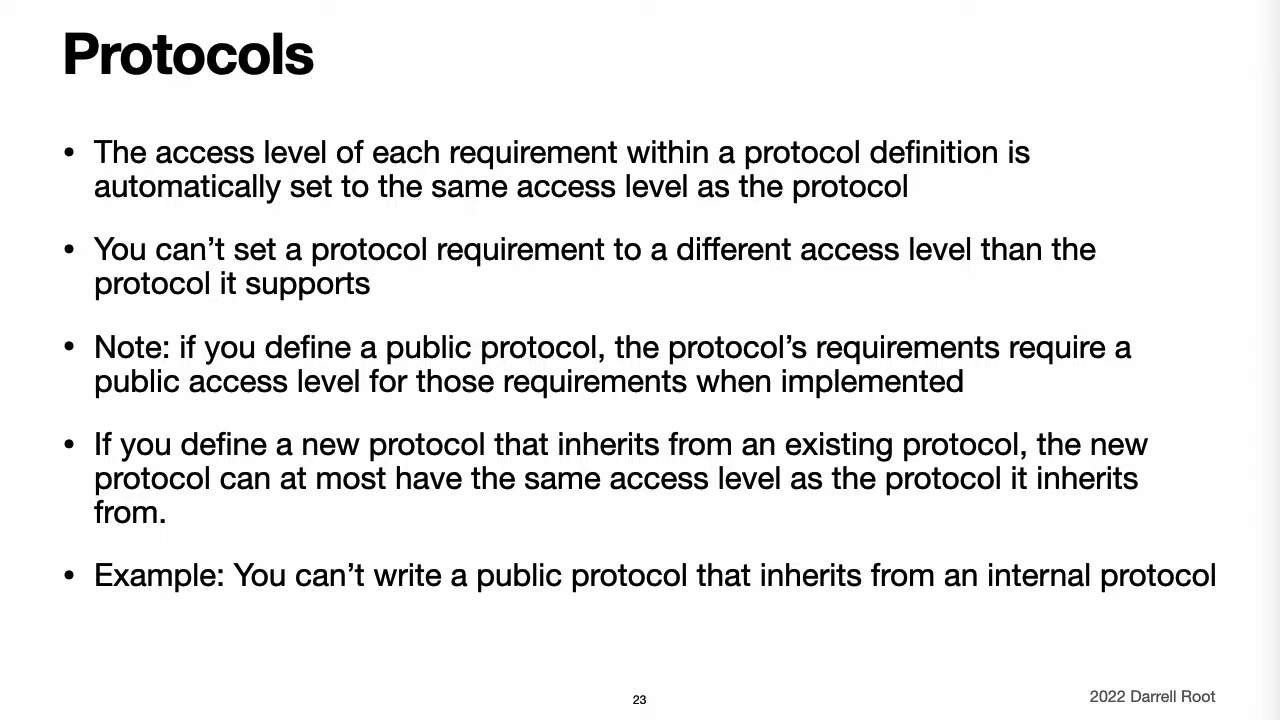 Protocols
• The access level of each requirement within a protocol definition is
automatically set to the same access level as the protocol
• You can’t set a protocol requirement to a different access level than the
protocol it supports
• Note: if you define a public protocol, the protocol’s requirements require a
public access level for those requirements when implemented
• If you define a new protocol that inherits from an existing protocol, the new
protocol can at most have the same access level as the protocol it inherits
from.
• Example: You can’t write a public protocol that inherits from an internal protocol
23
2022 Darrell Root